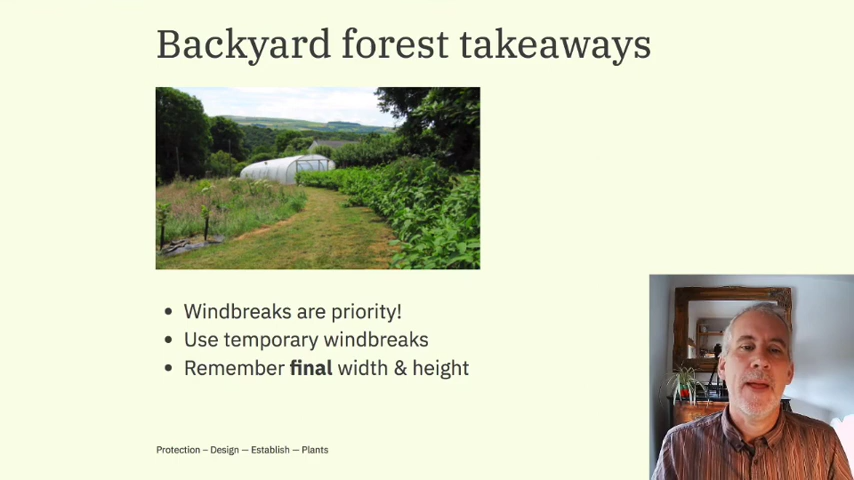 Backyard forest takeaways
• Windbreaks are priority!
• Use temporary windbreaks
• Remember final width & height
Protection – Design — Establish — Plants